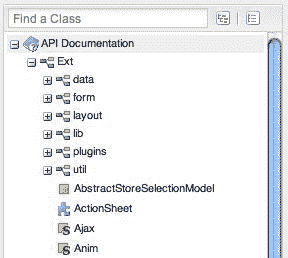 Find a Class
API Documentation
Ext
data
form
layout
lib
plugins
util
AbstractStoreSelectionModel
ActionSheet
Ajax
Anim